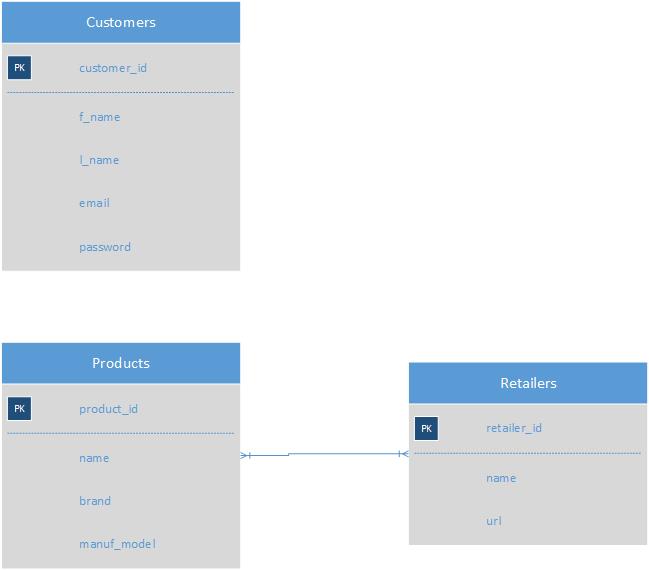 Customers
PK customer_id
f_name
l_name
email
password
Products
PK product_id
name
brand
manuf_model
Retailers
PK retailer_id
name
url